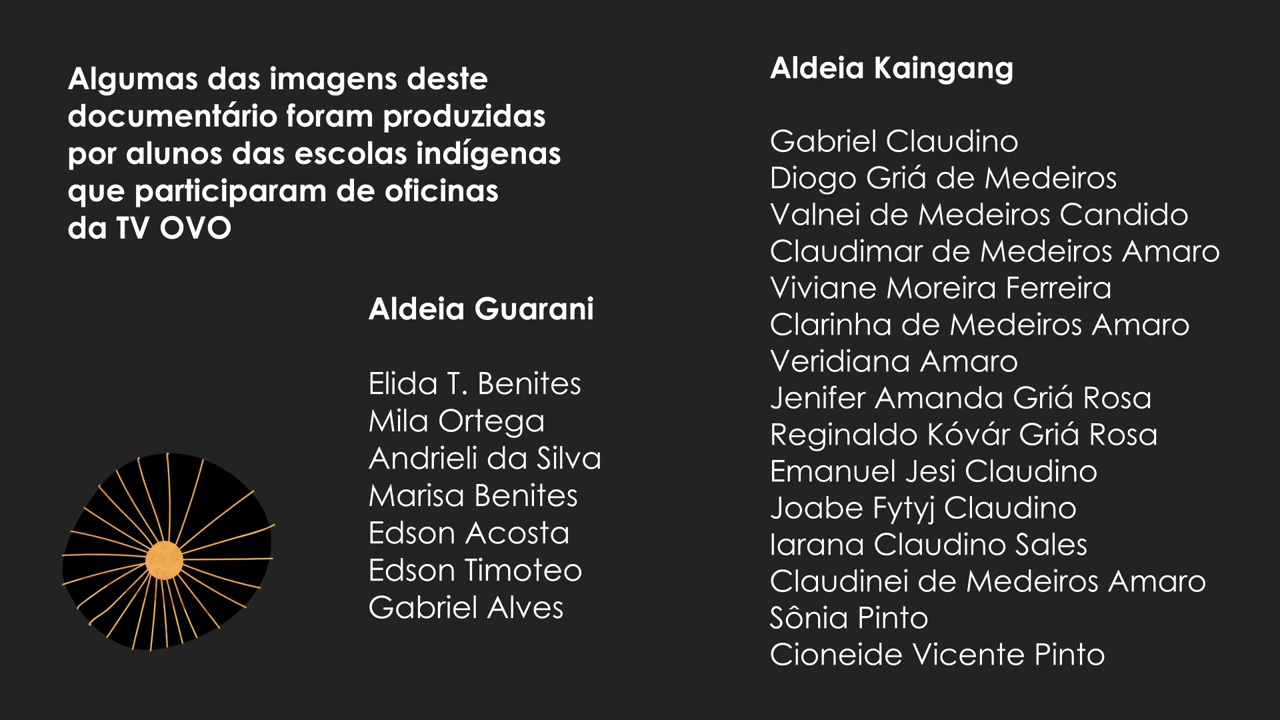 Algumas das imagens deste
documentário foram produzidas
por alunos das escolas indígenas
que participaram de oficinas
da TV OVO
Aldeia Guarani
Elida T. Benites
Mila Ortega
Andrieli da Silva
Marisa Benites
Edson Acosta
Edson Timoteo
Gabriel Alves
Aldeia Kaingang
Gabriel Claudino
Diogo Griá de Medeiros
Valnei de Medeiros Candido
Claudimar de Medeiros Amaro
Viviane Moreira Ferreira
Clarinha de Medeiros Amaro
Veridiana Amaro
Jenifer Amanda Griá Rosa
Reginaldo Kóvár Griá Rosa
Emanuel Jesi Claudino
Joabe Fytyj Claudino
Iarana Claudino Sales
Claudinei de Medeiros Amaro
Sônia Pinto
Cioneide Vicente Pinto